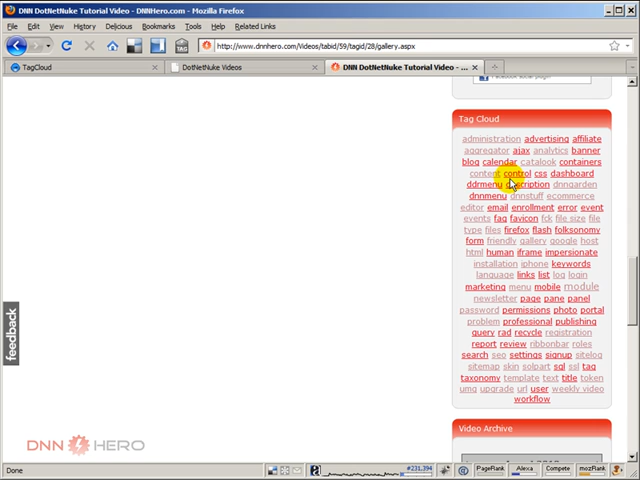 DNN DotNetNuke Tutorial Video - DNNHero.com - Mozilla Firefox
File Edit View History Delicious Bookmarks Tools Help Related Links
TAG http://www.dnnhero.com/Videos/tabid/59/tagid/28/gallery.aspx
TagCloud DotNetNuke Videos DNN DotNetNuke Tutorial Video - ...
Facebook social plugin
Tag Cloud
administration advertising affiliate
aggregator ajax analytics banner
blog calendar catalook containers
content control css dashboard
ddrmenu description dnngarden
dnnmenu dnnstuff ecommerce
editor email enrollment error event
events faq favicon fck file size file
type files firefox flash folksonomy
form friendly gallery google host
html human iframe impersonate
installation iphone keywords
language links list log login
marketing menu mobile module
newsletter page pane panel
password permissions photo portal
problem professional publishing
query rad recycle registration
report review ribbonbar roles
search seo settings signup sitelog
sitemap skin solpart sql ssl tag
taxonomy template text title token
umg upgrade url user weekly video
workflow
feedback
Video Archive
DNN HERO
Done #231,394 PageRank Alexa Compete mozRank